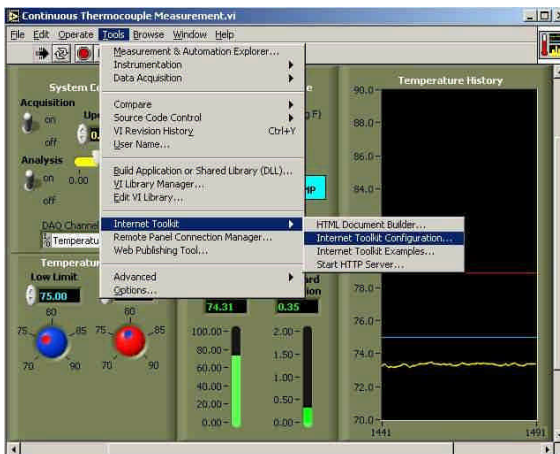 Continuous Thermocouple Measurement.vi
File Edit Operate Tools Browse Window Help
Measurement & Automation Explorer...
Instrumentation
Data Acquisition
Compare
Source Code Control
VI Revision History Ctrl+Y
User Name...
Build Application or Shared Library (DLL)...
VI Library Manager...
Edit VI Library...
Internet Toolkit
Remote Panel Connection Manager...
Web Publishing Tool...
Advanced
Options...
HTML Document Builder...
Internet Toolkit Configuration...
Internet Toolkit Examples...
Start HTTP Server...
System
Acquisition
on
off
Analysis
on 0.00
off
DAQ Channel
Low Limit
75.00
80
75 85
70 90
80
75 85
70 90
74.31 0.35
100.00 2.00
80.00 1.50
60.00
40.00 1.00
20.00 0.50
0.00 0.00
Temperature History
90.0
88.0
86.0
84.0
78.0
76.0
74.0
72.0
70.0
1441 1491